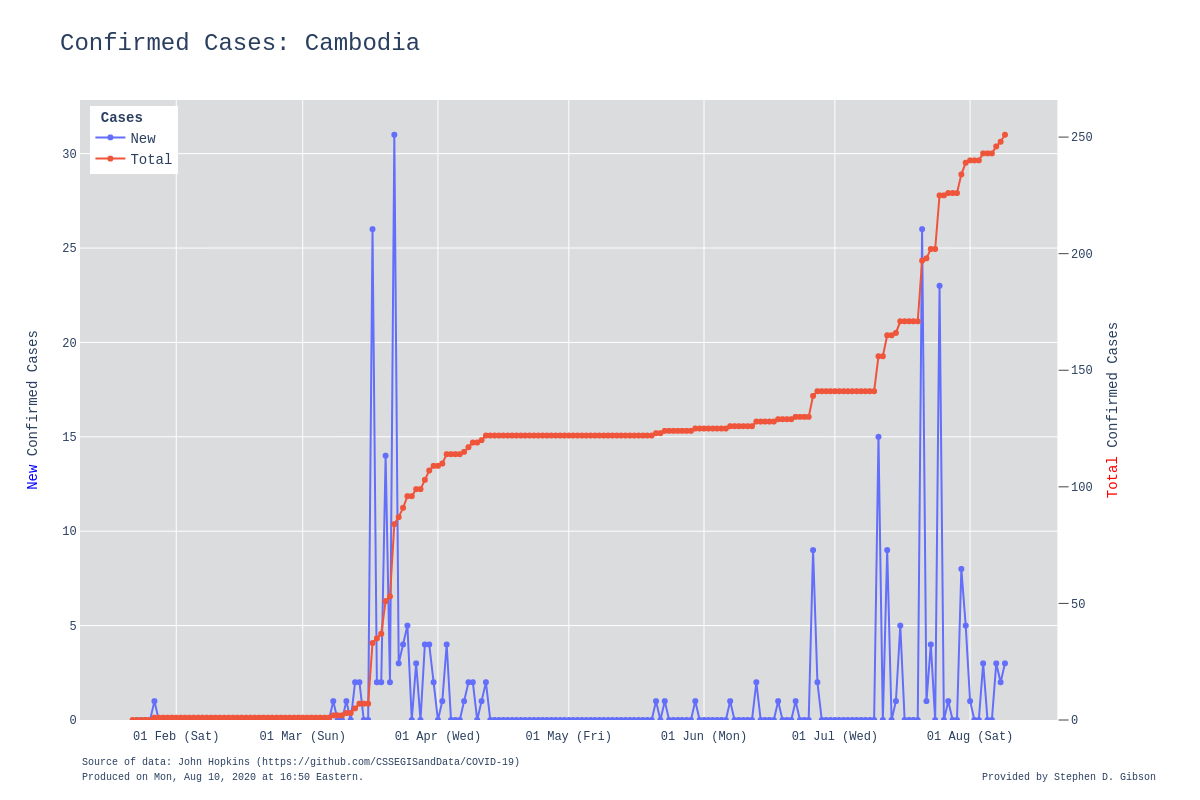 Confirmed Cases: Cambodia
Cases
New
Total
30
25
20
15
10
5
0
250
200
150
100
50
0
New Confirmed Cases
Total Confirmed Cases
01 Feb (Sat)
01 Mar (Sun)
01 Apr (Wed)
01 May (Fri)
01 Jun (Mon)
01 Jul (Wed)
01 Aug (Sat)
Source of data: John Hopkins (https://github.com/CSSEGISandData/COVID-19)
Produced on Mon, Aug 10, 2020 at 16:50 Eastern.
Provided by Stephen D. Gibson